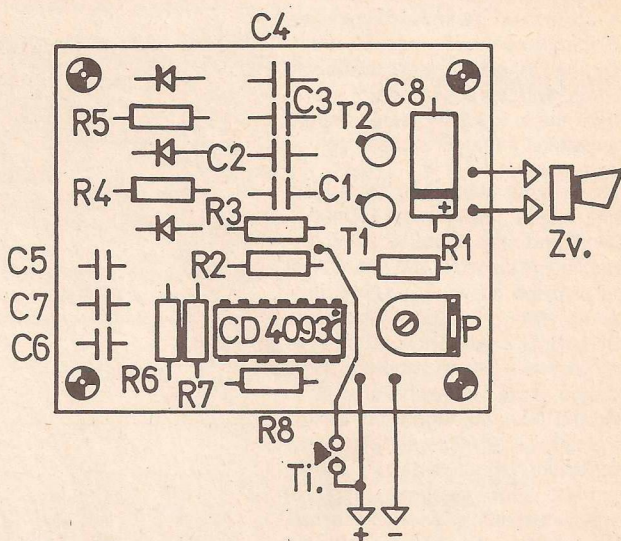 C4
C3
C8
R5
T2
C2
R4
C1
+
R3
T1
R1
Zv.
C5
R2
C7
CD 4093
P
C6
R6
R7
R8
Ti.
+ -